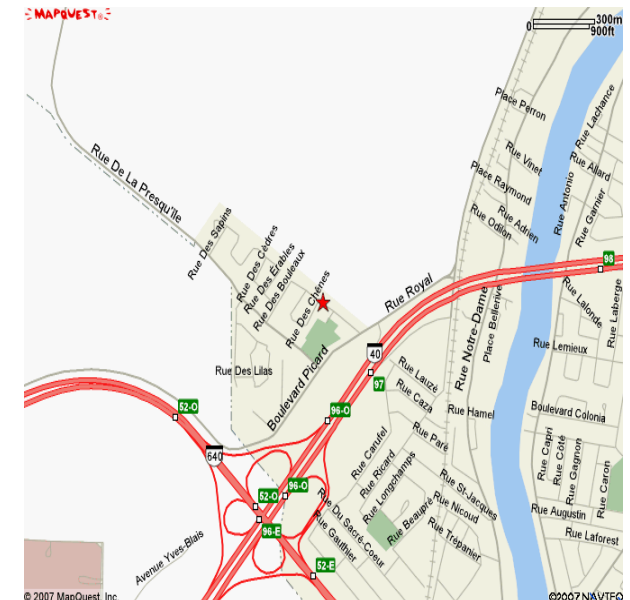 MAPQUEST
300m
0
900ft
Place Perron
Rue Lachance
Rue De La Presqu'île
Rue Vinet
Rue Allard
Place Raymond
Rue Antonio
Rue Garnier
Rue Des Sapins
Rue Adrien
Rue Odilon
Rue Des Cèdres
Rue Des Érables
Rue Des Bouleaux
98
Rue Des Chênes
Rue Royal
Rue Notre-Dame
Place Bellerive
Rue Lalonde
Rue Laberge
40
Rue Lemieux
Rue Des Lilas
Boulevard Picard
97
Rue Lauzé
Rue Caza
52-O
96-O
Rue Hamel
Boulevard Colonia
640
Rue Carufel
Rue Paré
Rue Ricard
Rue Longchamps
Rue Capri
Rue Côté
Rue Gagnon
Rue Caron
52-O
96-O
Rue St-Jacques
Rue Nicoud
Rue Beaupré
Rue Trépanier
Rue Augustin
96-E
Rue Du Sacré-Coeur
Rue Gauthier
Rue Laforest
Avenue Yves-Blais
52-E
© 2007 MapQuest, Inc.
©2007 NAVTEQ